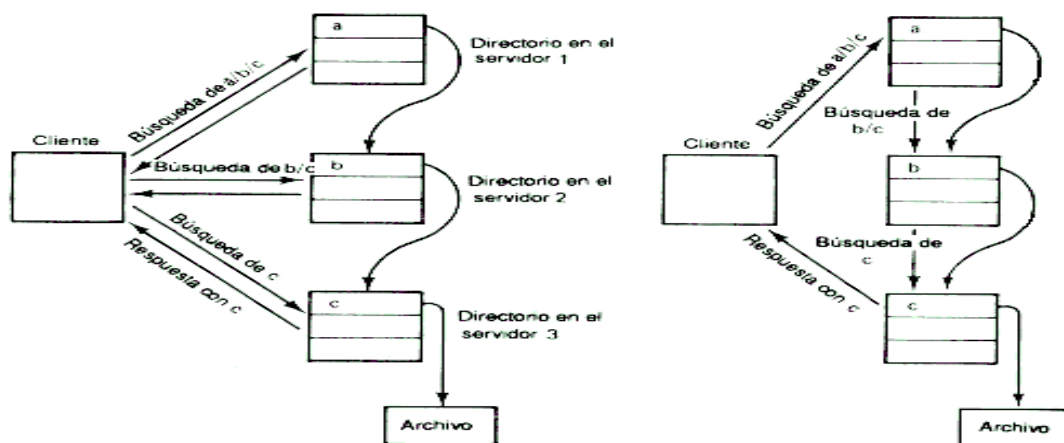 a
Directorio en el
servidor 1
Búsqueda de a/b/c
Cliente
Búsqueda de b/c
b
Directorio en el
servidor 2
Búsqueda de c
Respuesta con c
c
Directorio en el
servidor 3
Archivo
a
Búsqueda de a/b/c
Búsqueda de
b/c
Cliente
b
Búsqueda de
c
Respuesta con c
c
Archivo